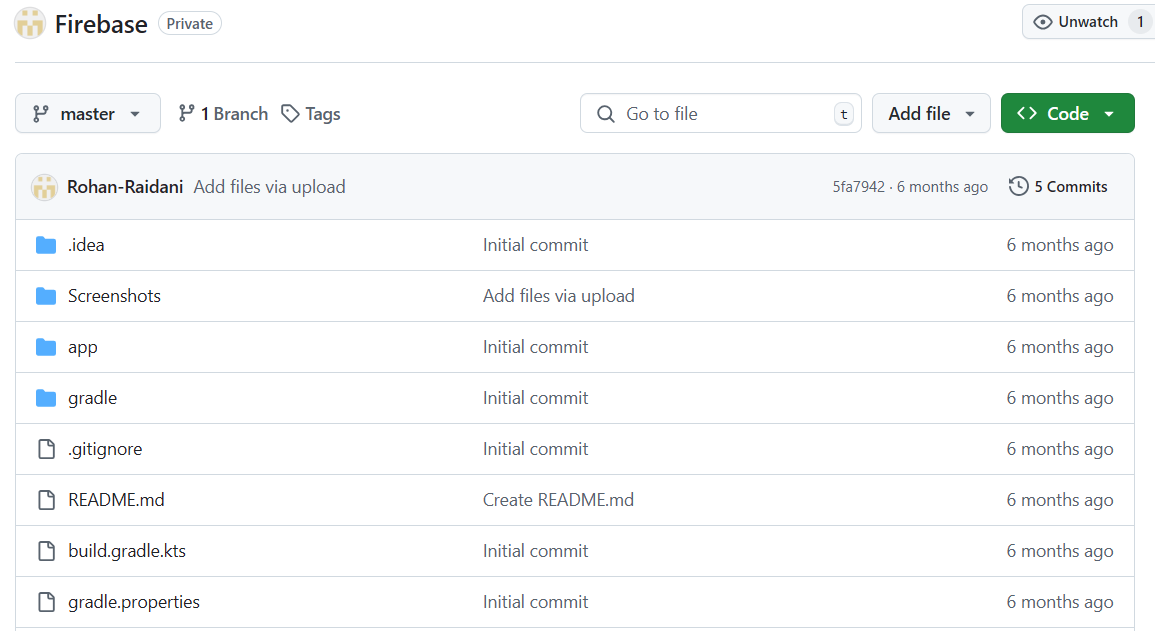 Firebase Private Unwatch 1
master 1 Branch Tags Go to file t Add file Code
Rohan-Raidani Add files via upload 5fa7942 · 6 months ago 5 Commits
.idea Initial commit 6 months ago
Screenshots Add files via upload 6 months ago
app Initial commit 6 months ago
gradle Initial commit 6 months ago
.gitignore Initial commit 6 months ago
README.md Create README.md 6 months ago
build.gradle.kts Initial commit 6 months ago
gradle.properties Initial commit 6 months ago